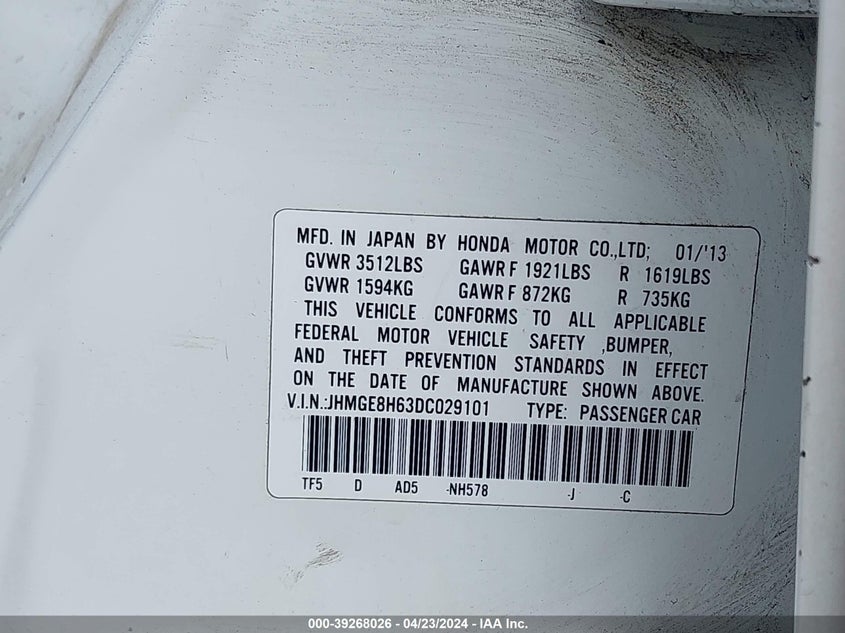 MFD. IN JAPAN BY HONDA MOTOR CO.,LTD; 01/'13
GVWR 3512LBS GAWR F 1921LBS R 1619LBS
GVWR 1594KG GAWR F 872KG R 735KG
THIS VEHICLE CONFORMS TO ALL APPLICABLE
FEDERAL MOTOR VEHICLE SAFETY ,BUMPER,
AND THEFT PREVENTION STANDARDS IN EFFECT
ON THE DATE OF MANUFACTURE SHOWN ABOVE.
V.I.N.:JHMGE8H63DC029101 TYPE: PASSENGER CAR
TF5 D AD5 -NH578 -J -C
000-39268026 - 04/23/2024 - IAA Inc.